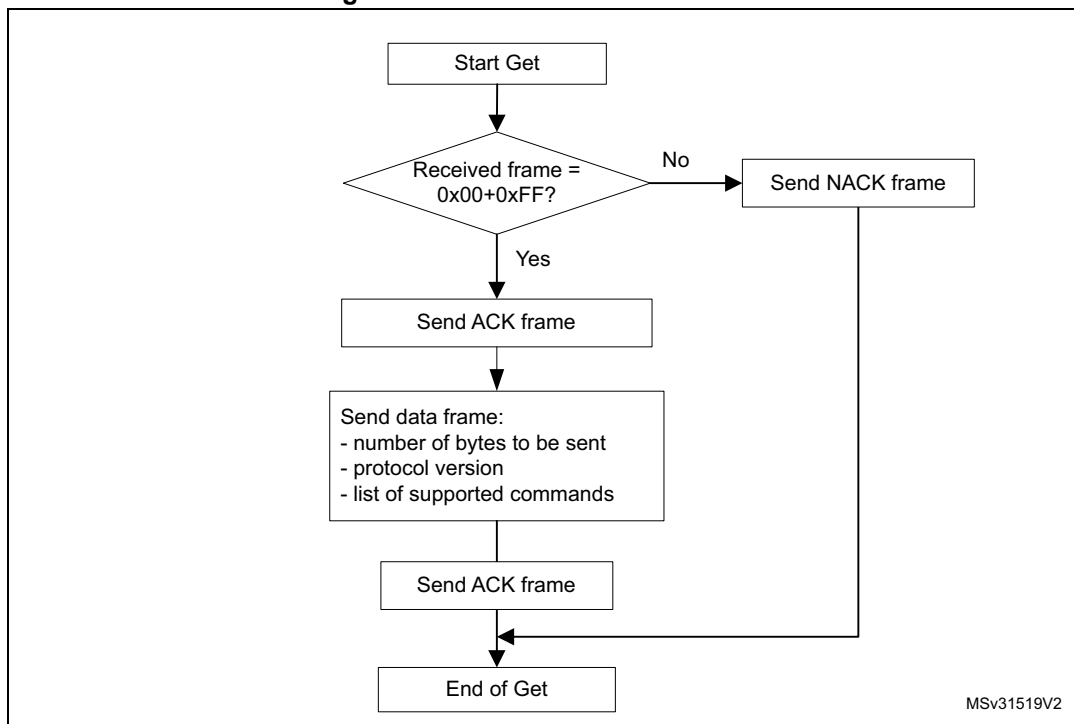 Start Get
Received frame =
0x00+0xFF?
No
Send NACK frame
Yes
Send ACK frame
Send data frame:
- number of bytes to be sent
- protocol version
- list of supported commands
Send ACK frame
End of Get
MSv31519V2